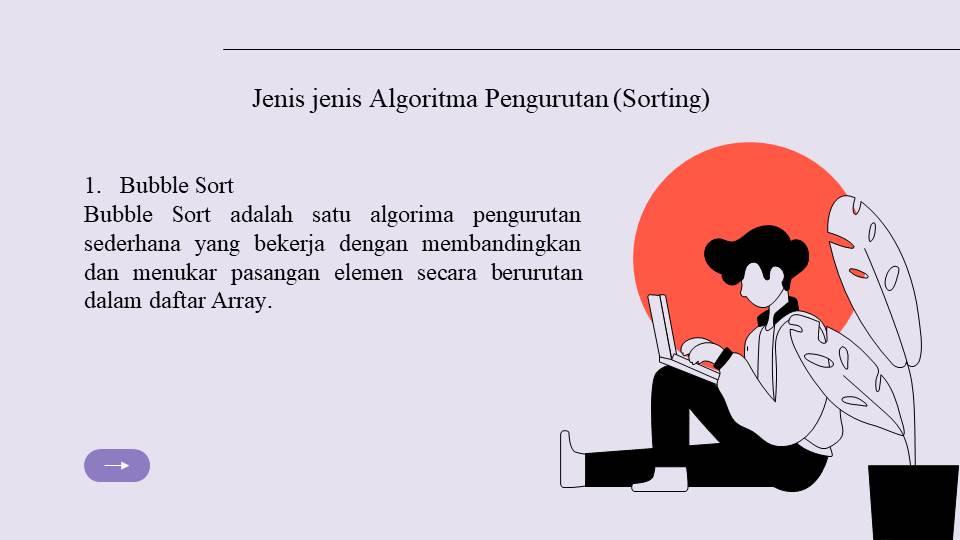 Jenis jenis Algoritma Pengurutan (Sorting)
1. Bubble Sort
Bubble Sort adalah satu algorima pengurutan
sederhana yang bekerja dengan membandingkan
dan menukar pasangan elemen secara berurutan
dalam daftar Array.